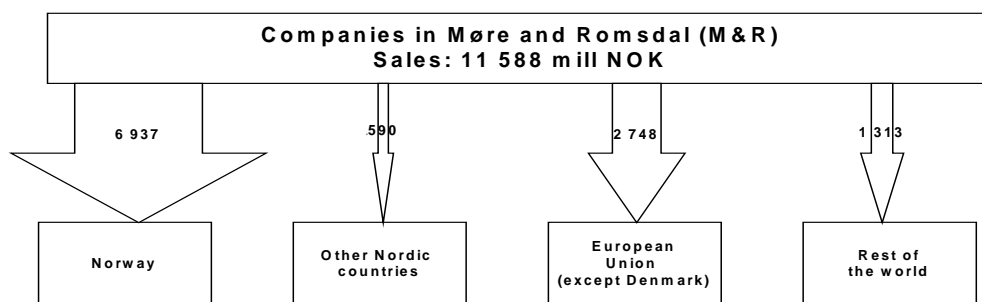 Companies in Møre and Romsdal (M&R)
Sales: 11 588 mill NOK
6 937
590
2 748
1 313
Norway
Other Nordic
countries
European
Union
(except Denmark)
Rest of
the world